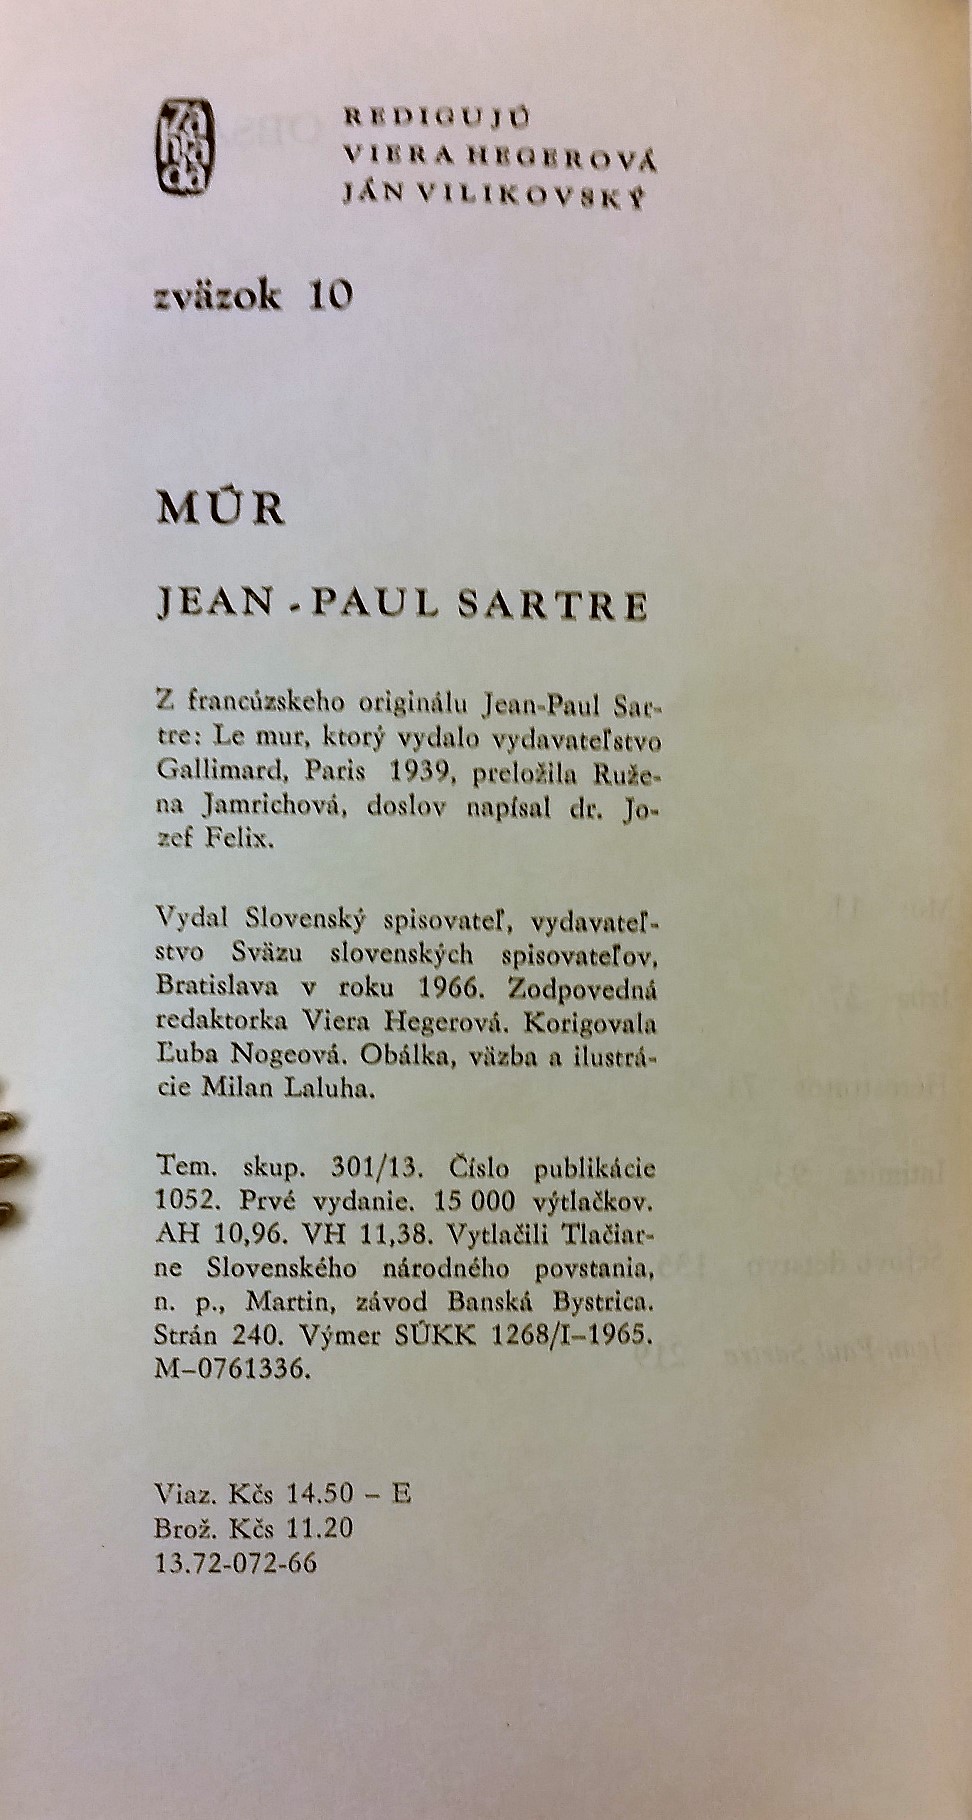 Záhrada
REDIGUJÚ
VIERA HEGEROVÁ
JÁN VILIKOVSKÝ
zväzok 10
MÚR
JEAN-PAUL SARTRE
Z francúzskeho originálu Jean-Paul Sar-
tre: Le mur, ktorý vydalo vydavateľstvo
Gallimard, Paris 1939, preložila Ruže-
na Jamrichová, doslov napísal dr. Jo-
zef Felix.
Vydal Slovenský spisovateľ, vydavateľ-
stvo Sväzu slovenských spisovateľov,
Bratislava v roku 1966. Zodpovedná
redaktorka Viera Hegerová. Korigovala
Ľuba Nogeová. Obálka, väzba a ilustrá-
cie Milan Laluha.
Tem. skup. 301/13. Číslo publikácie
1052. Prvé vydanie. 15 000 výtlačkov.
AH 10,96. VH 11,38. Vytlačili Tlačiar-
ne Slovenského národného povstania,
n. p., Martin, závod Banská Bystrica.
Strán 240. Výmer SÚKK 1268/I–1965.
M–0761336.
Viaz. Kčs 14.50 – E
Brož. Kčs 11.20
13.72-072-66